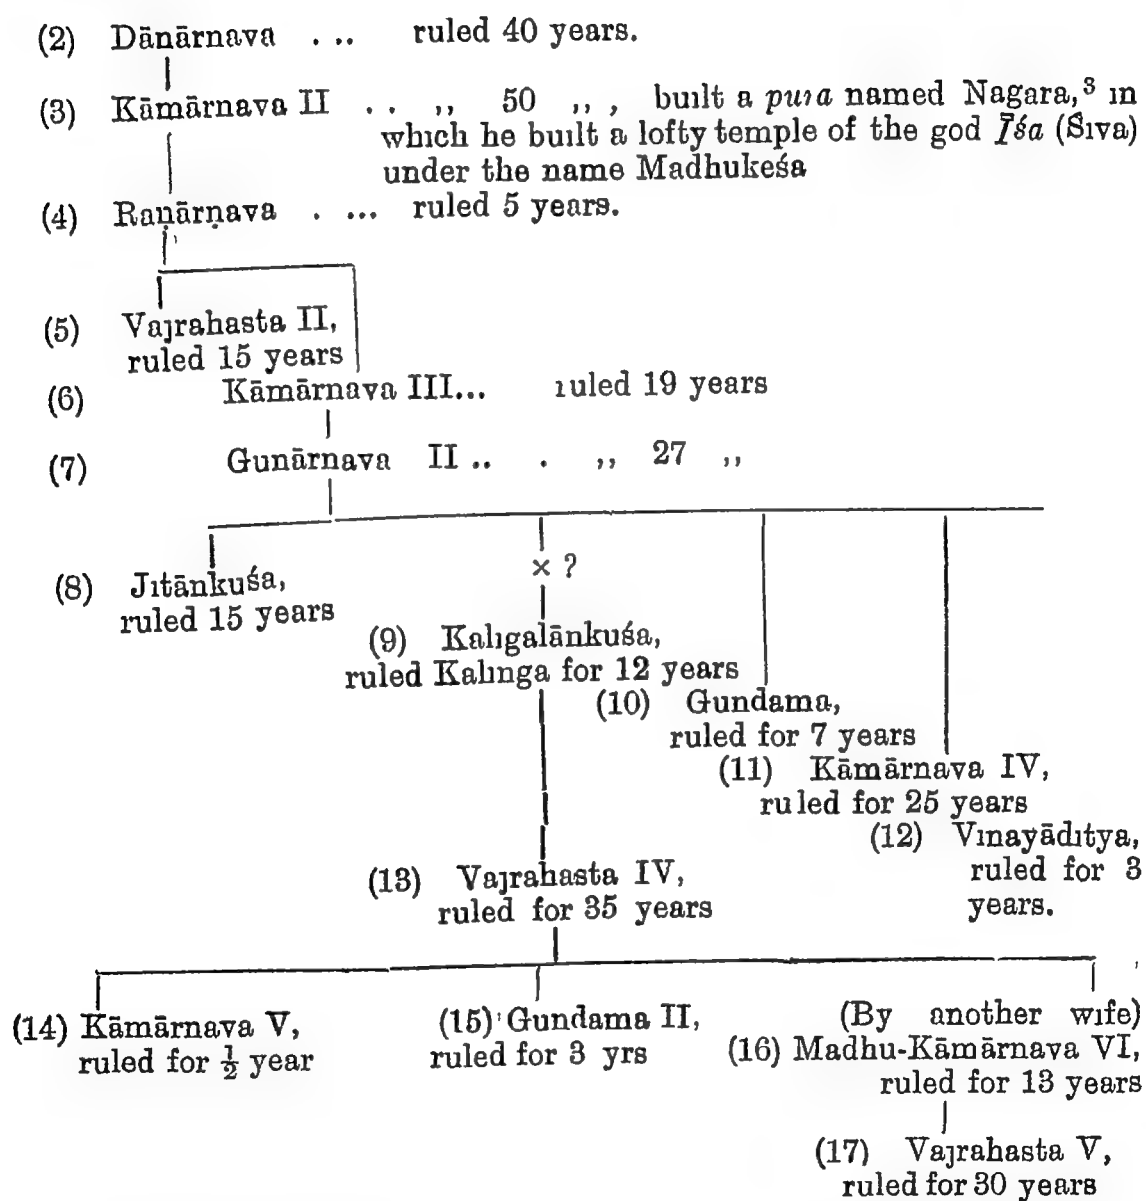 (2) Dānārnava . .. ruled 40 years.
(3) Kāmārnava II . . ,, 50 ,, , built a pura named Nagara,³ in
which he built a lofty temple of the god Īśa (Śiva)
under the name Madhukeśa
(4) Raṇārṇava . ... ruled 5 years.
(5) Vajrahasta II,
ruled 15 years
(6) Kāmārnava III... ruled 19 years
(7) Gunārnava II .. . ,, 27 ,,
× ?
(8) Jitānkuśa,
ruled 15 years
(9) Kaligalānkuśa,
ruled Kalinga for 12 years
(10) Gundama,
ruled for 7 years
(11) Kāmārnava IV,
ruled for 25 years
(12) Vinayāditya,
ruled for 3
years.
(13) Vajrahasta IV,
ruled for 35 years
(14) Kāmārnava V,
ruled for ½ year
(15) Gundama II,
ruled for 3 yrs
(By another wife)
(16) Madhu-Kāmārnava VI,
ruled for 13 years
(17) Vajrahasta V,
ruled for 30 years